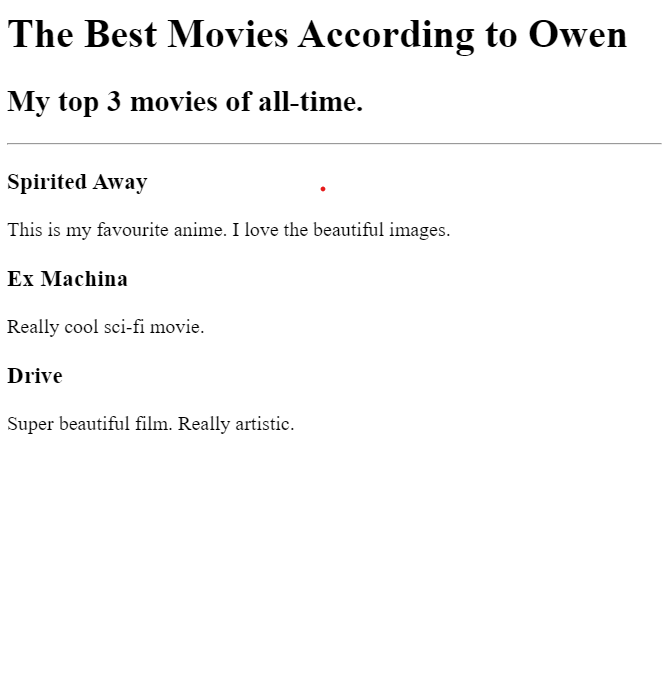 The Best Movies According to Owen
My top 3 movies of all-time.
Spirited Away
This is my favourite anime. I love the beautiful images.
Ex Machina
Really cool sci-fi movie.
Drive
Super beautiful film. Really artistic.